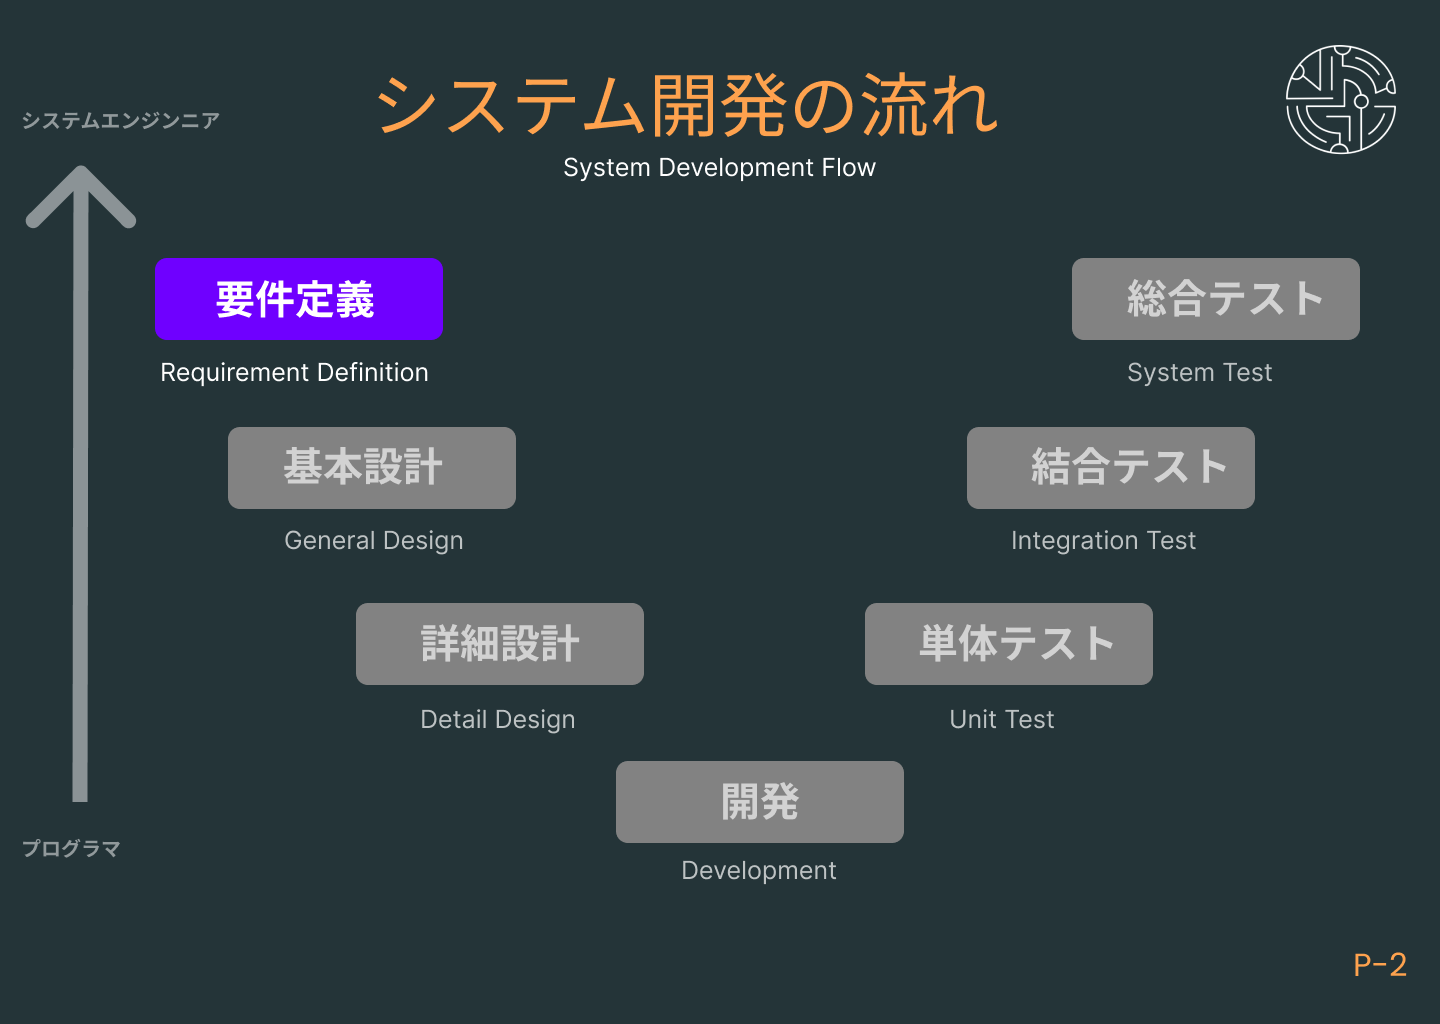 システム開発の流れ
System Development Flow
システムエンジンニア
要件定義
Requirement Definition
総合テスト
System Test
基本設計
General Design
結合テスト
Integration Test
詳細設計
Detail Design
単体テスト
Unit Test
開発
Development
プログラマ
P-2